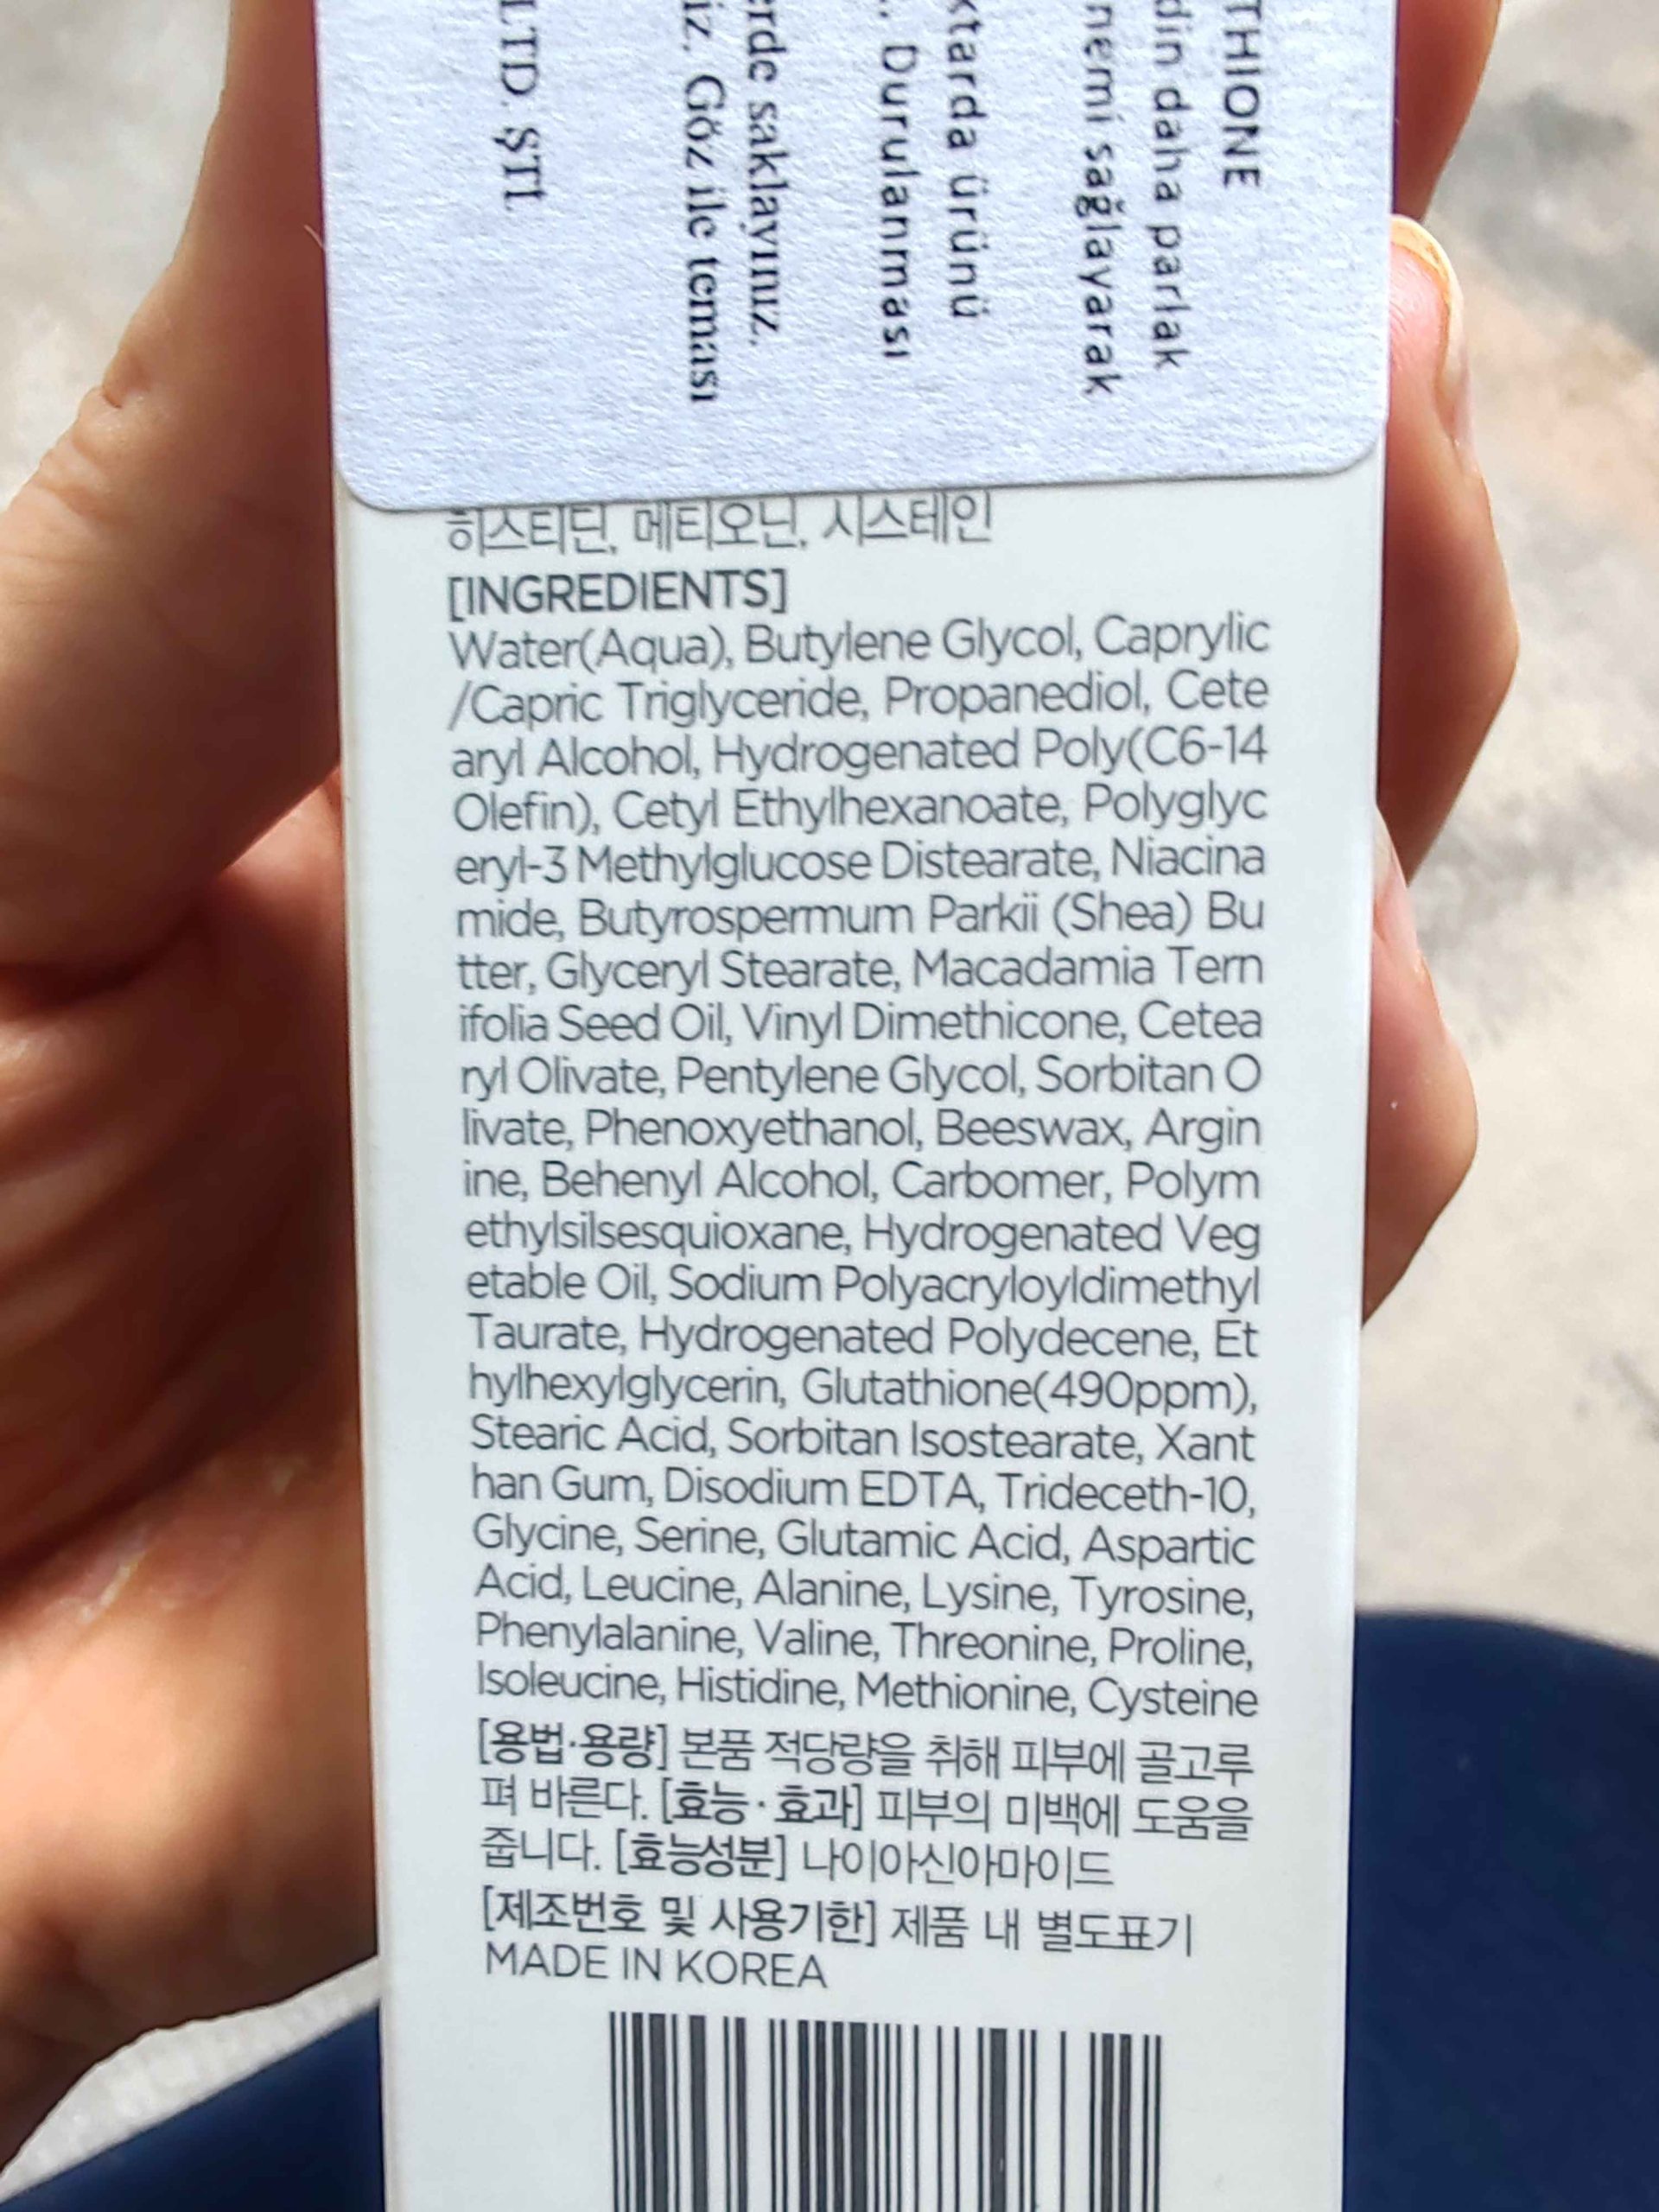 THIONE
din daha parlak
nemi sağlayarak
ktarda ürünü
. Durulanması
erde saklayınız.
iz. Göz ile teması
LTD. ŞTİ.
히스티딘, 메티오닌, 시스테인
[INGREDIENTS]
Water(Aqua), Butylene Glycol, Caprylic
/Capric Triglyceride, Propanediol, Cete
aryl Alcohol, Hydrogenated Poly(C6-14
Olefin), Cetyl Ethylhexanoate, Polyglyc
eryl-3 Methylglucose Distearate, Niacina
mide, Butyrospermum Parkii (Shea) Bu
tter, Glyceryl Stearate, Macadamia Tern
ifolia Seed Oil, Vinyl Dimethicone, Cetea
ryl Olivate, Pentylene Glycol, Sorbitan O
livate, Phenoxyethanol, Beeswax, Argin
ine, Behenyl Alcohol, Carbomer, Polym
ethylsilsesquioxane, Hydrogenated Veg
etable Oil, Sodium Polyacryloyldimethyl
Taurate, Hydrogenated Polydecene, Et
hylhexylglycerin, Glutathione(490ppm),
Stearic Acid, Sorbitan Isostearate, Xant
han Gum, Disodium EDTA, Trideceth-10,
Glycine, Serine, Glutamic Acid, Aspartic
Acid, Leucine, Alanine, Lysine, Tyrosine,
Phenylalanine, Valine, Threonine, Proline,
Isoleucine, Histidine, Methionine, Cysteine
[용법·용량] 본품 적당량을 취해 피부에 골고루
펴 바른다. [효능·효과] 피부의 미백에 도움을
줍니다. [효능성분] 나이아신아마이드
[제조번호 및 사용기한] 제품 내 별도표기
MADE IN KOREA